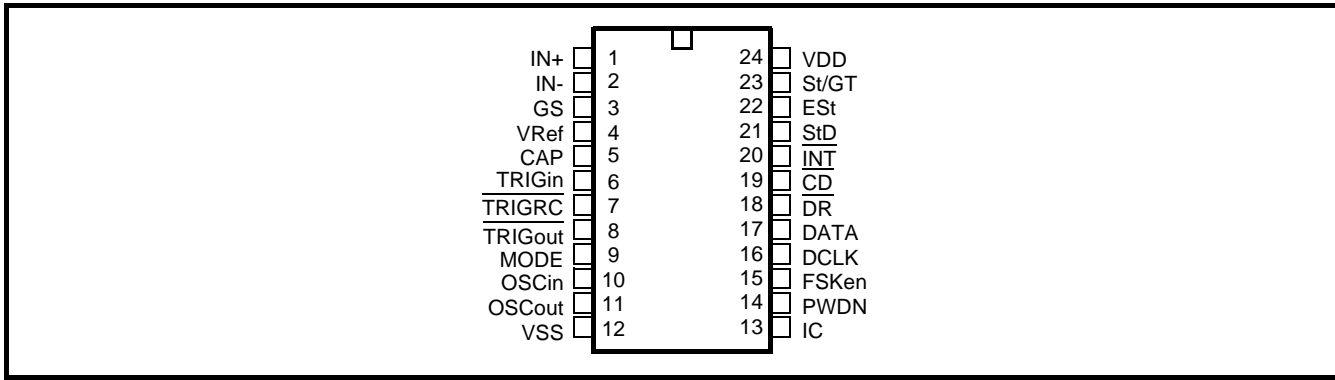 IN+ 1 24 VDD
IN- 2 23 St/GT
GS 3 22 ESt
VRef 4 21 StD
CAP 5 20 INT
TRIGin 6 19 CD
TRIGRC 7 18 DR
TRIGout 8 17 DATA
MODE 9 16 DCLK
OSCin 10 15 FSKen
OSCout 11 14 PWDN
VSS 12 13 IC